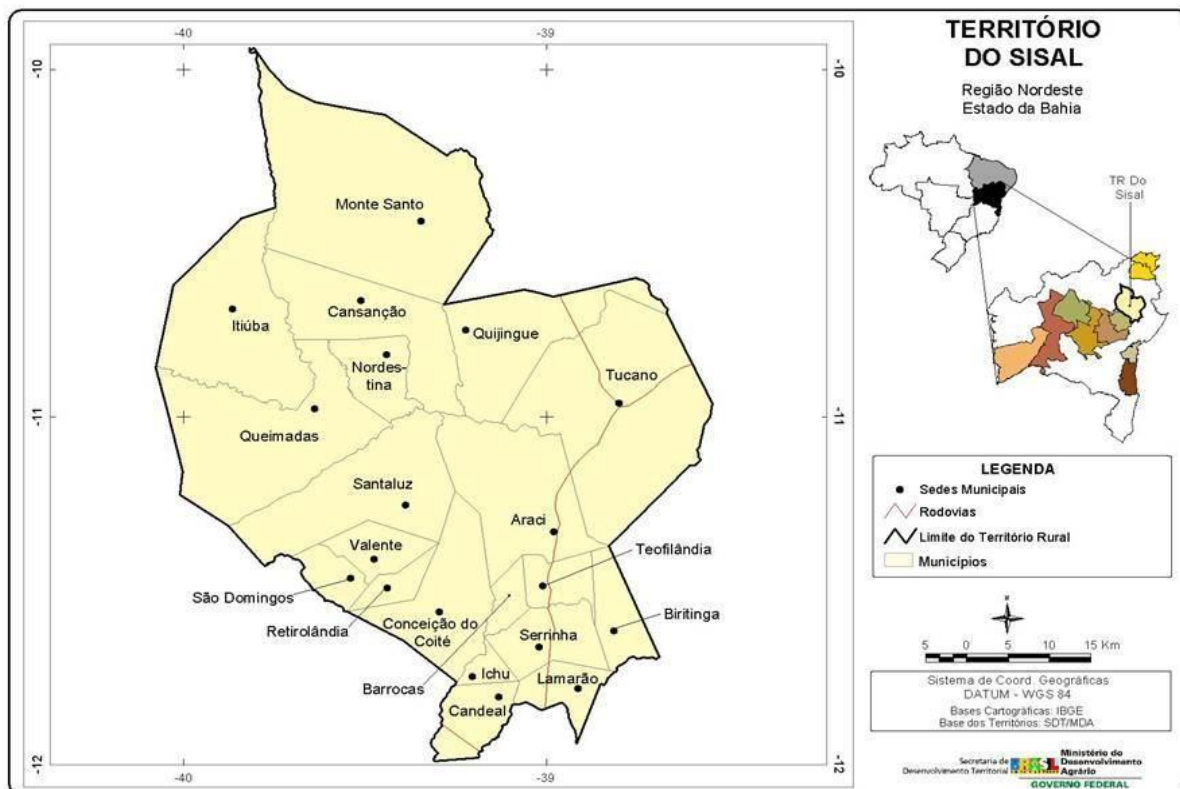 -40
-39
-10
-10
Monte Santo
Itiúba
Cansanção
Quijingue
Nordes-
tina
Tucano
-11
-11
Queimadas
Santaluz
Araci
Valente
Teofilândia
São Domingos
Biritinga
Retirolândia
Conceição do
Coité
Serrinha
Barrocas
Ichu
Lamarão
Candeal
-12
-12
-40
-39
TERRITÓRIO
DO SISAL
Região Nordeste
Estado da Bahia
TR Do
Sisal
LEGENDA
Sedes Municipais
Rodovias
Limite do Território Rural
Municípios
N
5 0 5 10 15 Km
Sistema de Coord. Geográficas
DATUM - WGS 84
Bases Cartográficas: IBGE
Base dos Territórios: SDT/MDA
Secretaria de
Desenvolvimento Territorial
BRASIL
Ministério do
Desenvolvimento
Agrário
GOVERNO FEDERAL